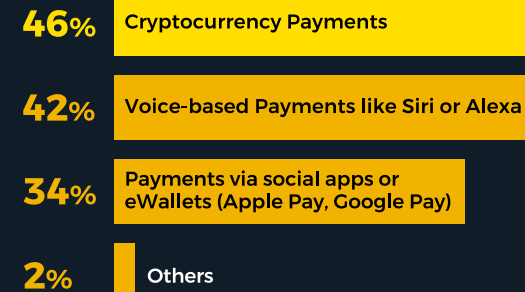 46% Cryptocurrency Payments
42% Voice-based Payments like Siri or Alexa
34% Payments via social apps or
eWallets (Apple Pay, Google Pay)
2% Others